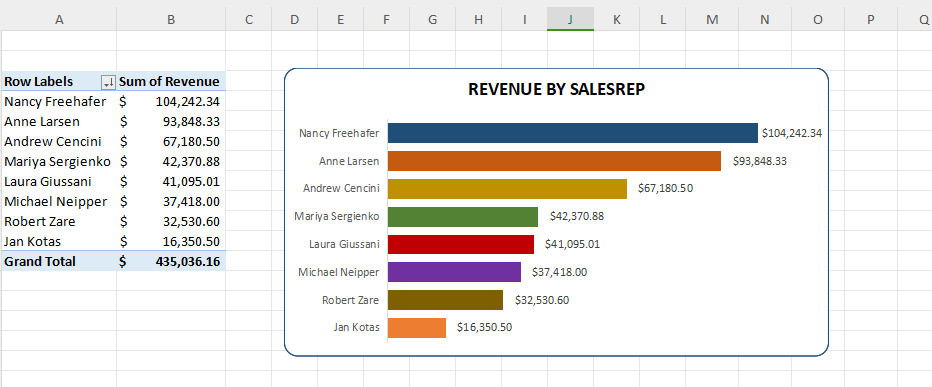 A B C D E F G H I J K L M N O P Q
Row Labels Sum of Revenue
Nancy Freehafer $ 104,242.34
Anne Larsen $ 93,848.33
Andrew Cencini $ 67,180.50
Mariya Sergienko $ 42,370.88
Laura Giussani $ 41,095.01
Michael Neipper $ 37,418.00
Robert Zare $ 32,530.60
Jan Kotas $ 16,350.50
Grand Total $ 435,036.16
REVENUE BY SALESREP
Nancy Freehafer $104,242.34
Anne Larsen $93,848.33
Andrew Cencini $67,180.50
Mariya Sergienko $42,370.88
Laura Giussani $41,095.01
Michael Neipper $37,418.00
Robert Zare $32,530.60
Jan Kotas $16,350.50